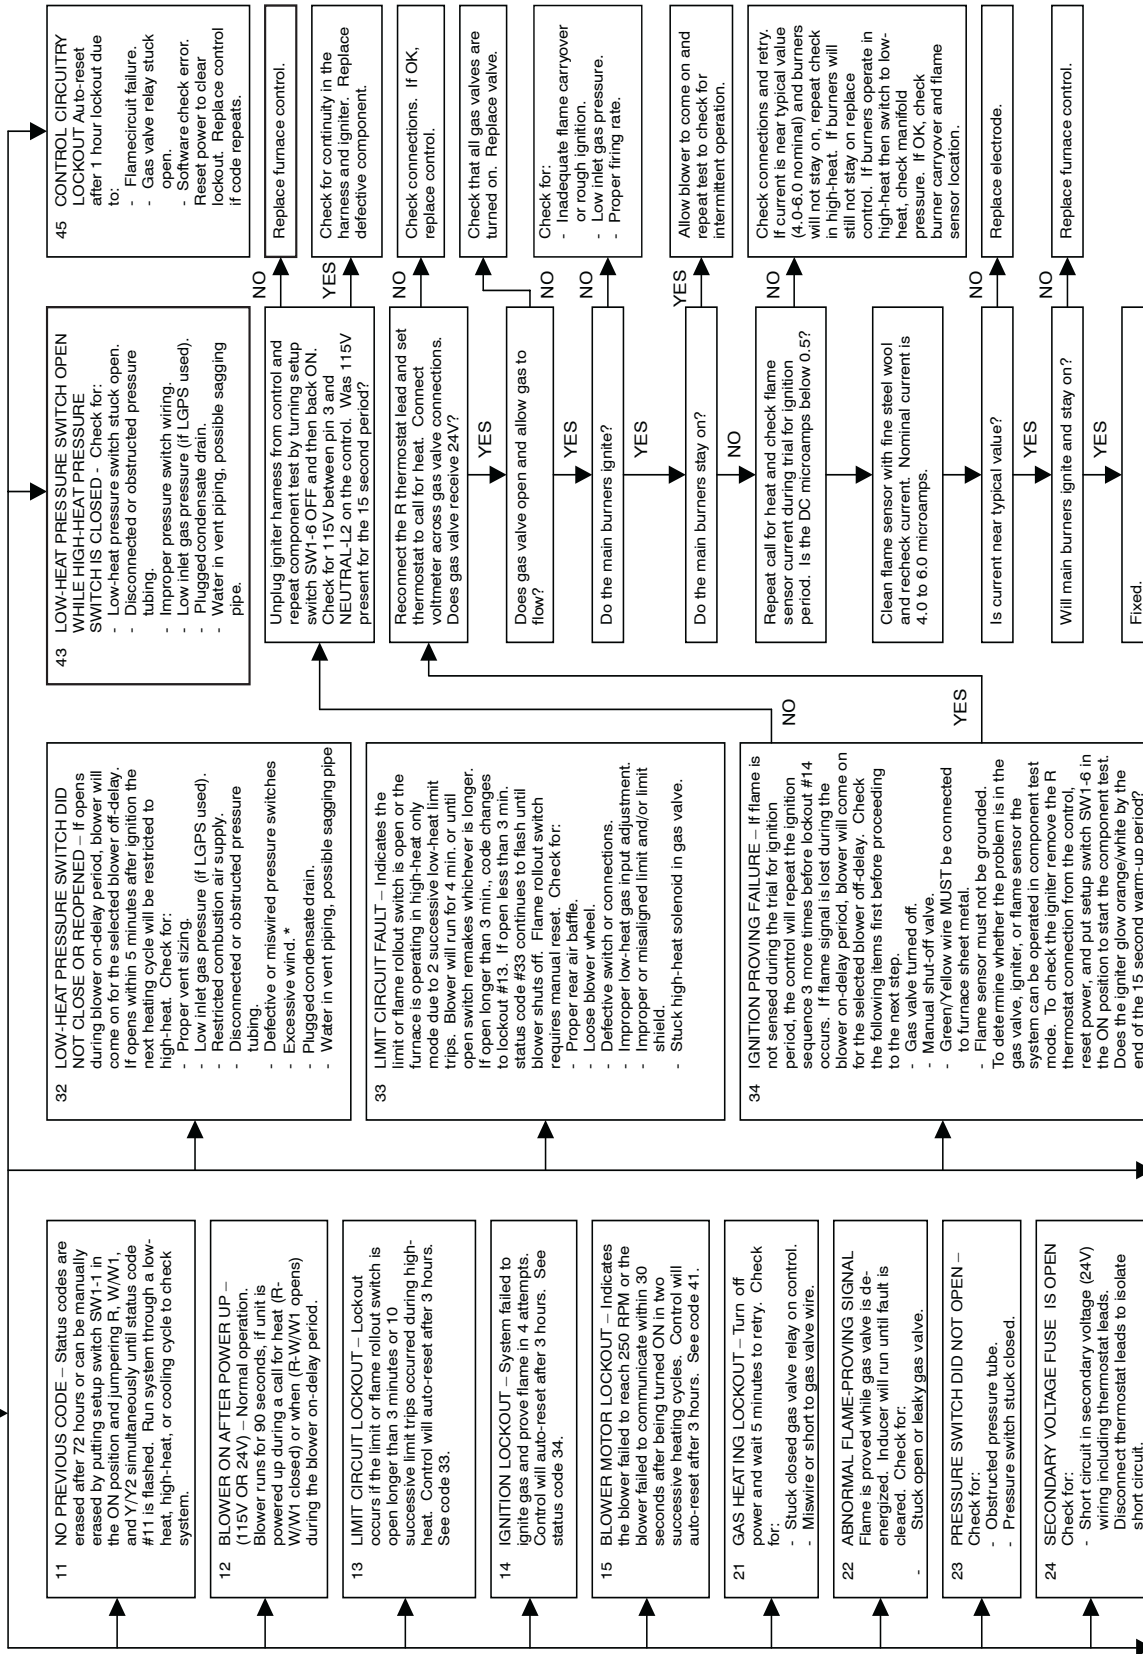 11 NO PREVIOUS CODE – Status codes are
erased after 72 hours or can be manually
erased by putting setup switch SW1-1 in
the ON position and jumpering R, W/W1,
and Y/Y2 simultaneously until status code
#11 is flashed. Run system through a low-
heat, high-heat, or cooling cycle to check
system.
12 BLOWER ON AFTER POWER UP –
(115V OR 24V) – Normal operation.
Blower runs for 90 seconds, if unit is
powered up during a call for heat (R-
W/W1 closed) or when (R-W/W1 opens)
during the blower on-delay period.
13 LIMIT CIRCUIT LOCKOUT – Lockout
occurs if the limit or flame rollout switch is
open longer than 3 minutes or 10
successive limit trips occurred during high-
heat. Control will auto-reset after 3 hours.
See code 33.
14 IGNITION LOCKOUT – System failed to
ignite gas and prove flame in 4 attempts.
Control will auto-reset after 3 hours. See
status code 34.
15 BLOWER MOTOR LOCKOUT – Indicates
the blower failed to reach 250 RPM or the
blower failed to communicate within 30
seconds after being turned ON in two
successive heating cycles. Control will
auto-reset after 3 hours. See code 41.
21 GAS HEATING LOCKOUT – Turn off
power and wait 5 minutes to retry. Check
for:
- Stuck closed gas valve relay on control.
- Miswire or short to gas valve wire.
22 ABNORMAL FLAME-PROVING SIGNAL
Flame is proved while gas valve is de-
energized. Inducer will run until fault is
cleared. Check for:
- Stuck open or leaky gas valve.
23 PRESSURE SWITCH DID NOT OPEN –
Check for:
- Obstructed pressure tube.
- Pressure switch stuck closed.
24 SECONDARY VOLTAGE FUSE IS OPEN
Check for:
- Short circuit in secondary voltage (24V)
wiring including thermostat leads.
Disconnect thermostat leads to isolate
short circuit.
32 LOW-HEAT PRESSURE SWITCH DID
NOT CLOSE OR REOPENED – If opens
during blower on-delay period, blower will
come on for the selected blower off-delay.
If opens within 5 minutes after ignition the
next heating cycle will be restricted to
high-heat. Check for:
- Proper vent sizing.
- Low inlet gas pressure (if LGPS used).
- Restricted combustion air supply.
- Disconnected or obstructed pressure
tubing.
- Defective or miswired pressure switches
- Excessive wind. *
- Plugged condensate drain.
- Water in vent piping, possible sagging pipe
33 LIMIT CIRCUIT FAULT – Indicates the
limit or flame rollout switch is open or the
furnace is operating in high-heat only
mode due to 2 successive low-heat limit
trips. Blower will run for 4 min. or until
open switch remakes whichever is longer.
If open longer than 3 min., code changes
to lockout #13. If open less than 3 min.
status code #33 continues to flash until
blower shuts off. Flame rollout switch
requires manual reset. Check for:
- Proper rear air baffle.
- Loose blower wheel.
- Defective switch or connections.
- Improper low-heat gas input adjustment.
- Improper or misaligned limit and/or limit
shield.
- Stuck high-heat solenoid in gas valve.
34 IGNITION PROVING FAILURE – If flame is
not sensed during the trial for ignition
period, the control will repeat the ignition
sequence 3 more times before lockout #14
occurs. If flame signal is lost during the
blower on-delay period, blower will come on
for the selected blower off-delay. Check
the following items first before proceeding
to the next step.
- Gas valve turned off.
- Manual shut-off valve.
- Green/Yellow wire MUST be connected
to furnace sheet metal.
- Flame sensor must not be grounded.
To determine whether the problem is in the
gas valve, igniter, or flame sensor the
system can be operated in component test
mode. To check the igniter remove the R
thermostat connection from the control,
reset power, and put setup switch SW1-6 in
the ON position to start the component test.
Does the igniter glow orange/white by the
end of the 15 second warm-up period?
NO
YES
43 LOW-HEAT PRESSURE SWITCH OPEN
WHILE HIGH-HEAT PRESSURE
SWITCH IS CLOSED - Check for:
- Low-heat pressure switch stuck open.
- Disconnected or obstructed pressure
tubing.
- Improper pressure switch wiring.
- Low inlet gas pressure (if LGPS used).
- Plugged condensate drain.
- Water in vent piping, possible sagging
pipe.
Unplug igniter harness from control and
repeat component test by turning setup
switch SW1-6 OFF and then back ON.
Check for 115V between pin 3 and
NEUTRAL-L2 on the control. Was 115V
present for the 15 second period?
NO
YES
Reconnect the R thermostat lead and set
thermostat to call for heat. Connect
voltmeter across gas valve connections.
Does gas valve receive 24V?
NO
YES
Does gas valve open and allow gas to
flow?
NO
YES
Do the main burners ignite?
NO
YES
Do the main burners stay on?
YES
NO
Repeat call for heat and check flame
sensor current during trial for ignition
period. Is the DC microamps below 0.5?
NO
Clean flame sensor with fine steel wool
and recheck current. Nominal current is
4.0 to 6.0 microamps.
Is current near typical value?
NO
YES
Will main burners ignite and stay on?
NO
YES
Fixed.
45 CONTROL CIRCUITRY
LOCKOUT Auto-reset
after 1 hour lockout due
to:
- Flame circuit failure.
- Gas valve relay stuck
open.
- Software check error.
Reset power to clear
lockout. Replace control
if code repeats.
Replace furnace control.
Check for continuity in the
harness and igniter. Replace
defective component.
Check connections. If OK,
replace control.
Check that all gas valves are
turned on. Replace valve.
Check for:
- Inadequate flame carryover
or rough ignition.
- Low inlet gas pressure.
- Proper firing rate.
Allow blower to come on and
repeat test to check for
intermittent operation.
Check connections and retry.
If current is near typical value
(4.0-6.0 nominal) and burners
will not stay on, repeat check
in high-heat. If burners will
still not stay on replace
control. If burners operate in
high-heat then switch to low-
heat, check manifold
pressure. If OK, check
burner carryover and flame
sensor location.
Replace electrode.
Replace furnace control.